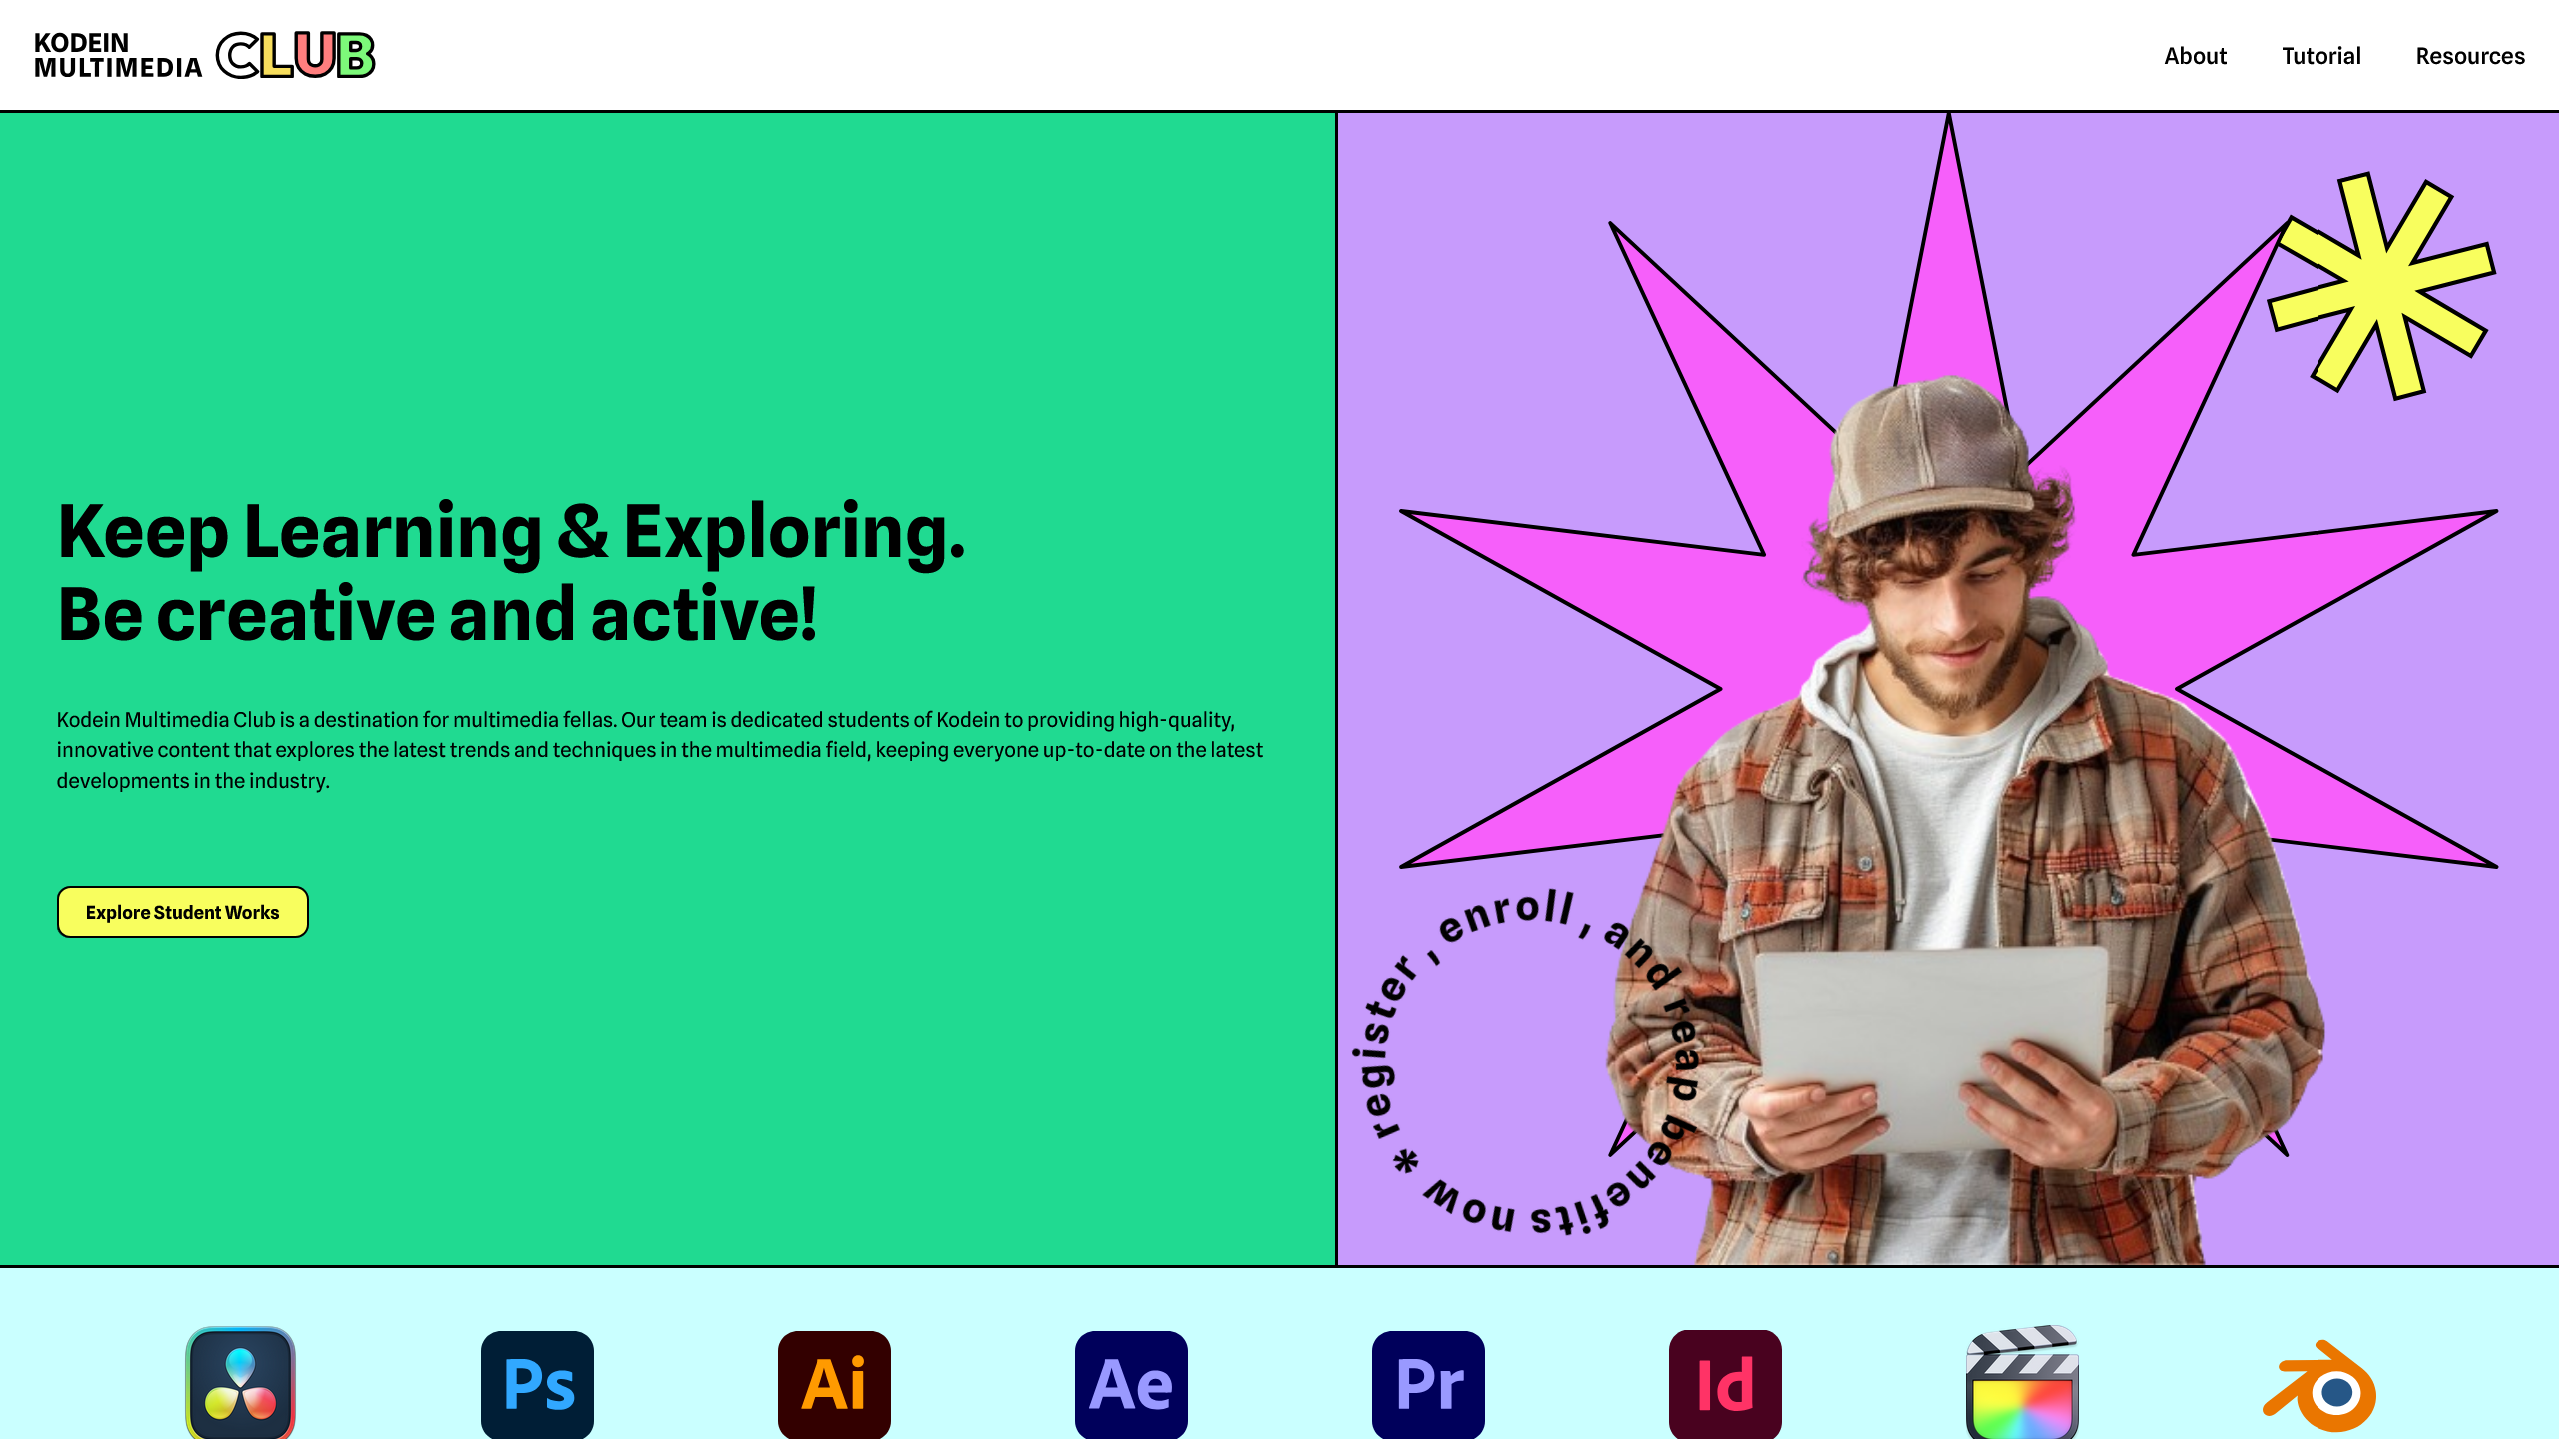 KODEIN
MULTIMEDIA
CLUB
About
Tutorial
Resources
Keep Learning & Exploring.
Be creative and active!
Kodein Multimedia Club is a destination for multimedia fellas. Our team is dedicated students of Kodein to providing high-quality,
innovative content that explores the latest trends and techniques in the multimedia field, keeping everyone up-to-date on the latest
developments in the industry.
Explore Student Works
register , enroll , and reap benefits now *
Ps
Ai
Ae
Pr
Id